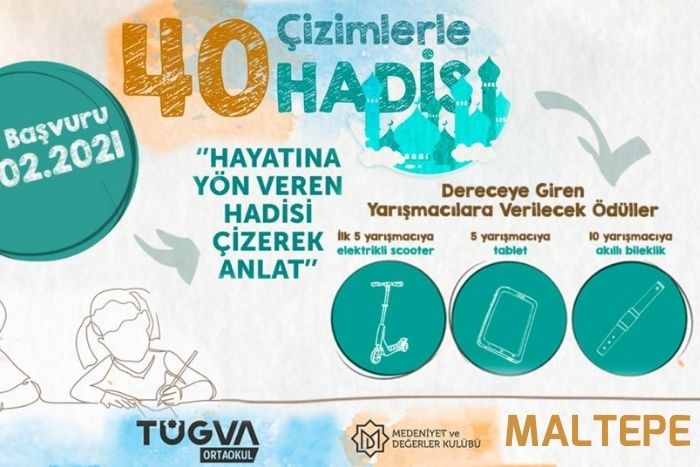 40 Çizimlerle
HADİS
Başvuru
02.2021
"HAYATINA
YÖN VEREN
HADİSİ
ÇİZEREK
ANLAT"
Dereceye Giren
Yarışmacılara Verilecek Ödüller
İlk 5 yarışmacıya
elektrikli scooter
5 yarışmacıya
tablet
10 yarışmacıya
akıllı bileklik
TÜGVA
ORTAOKUL
MEDENİYET ve
DEĞERLER KULÜBÜ
MALTEPE